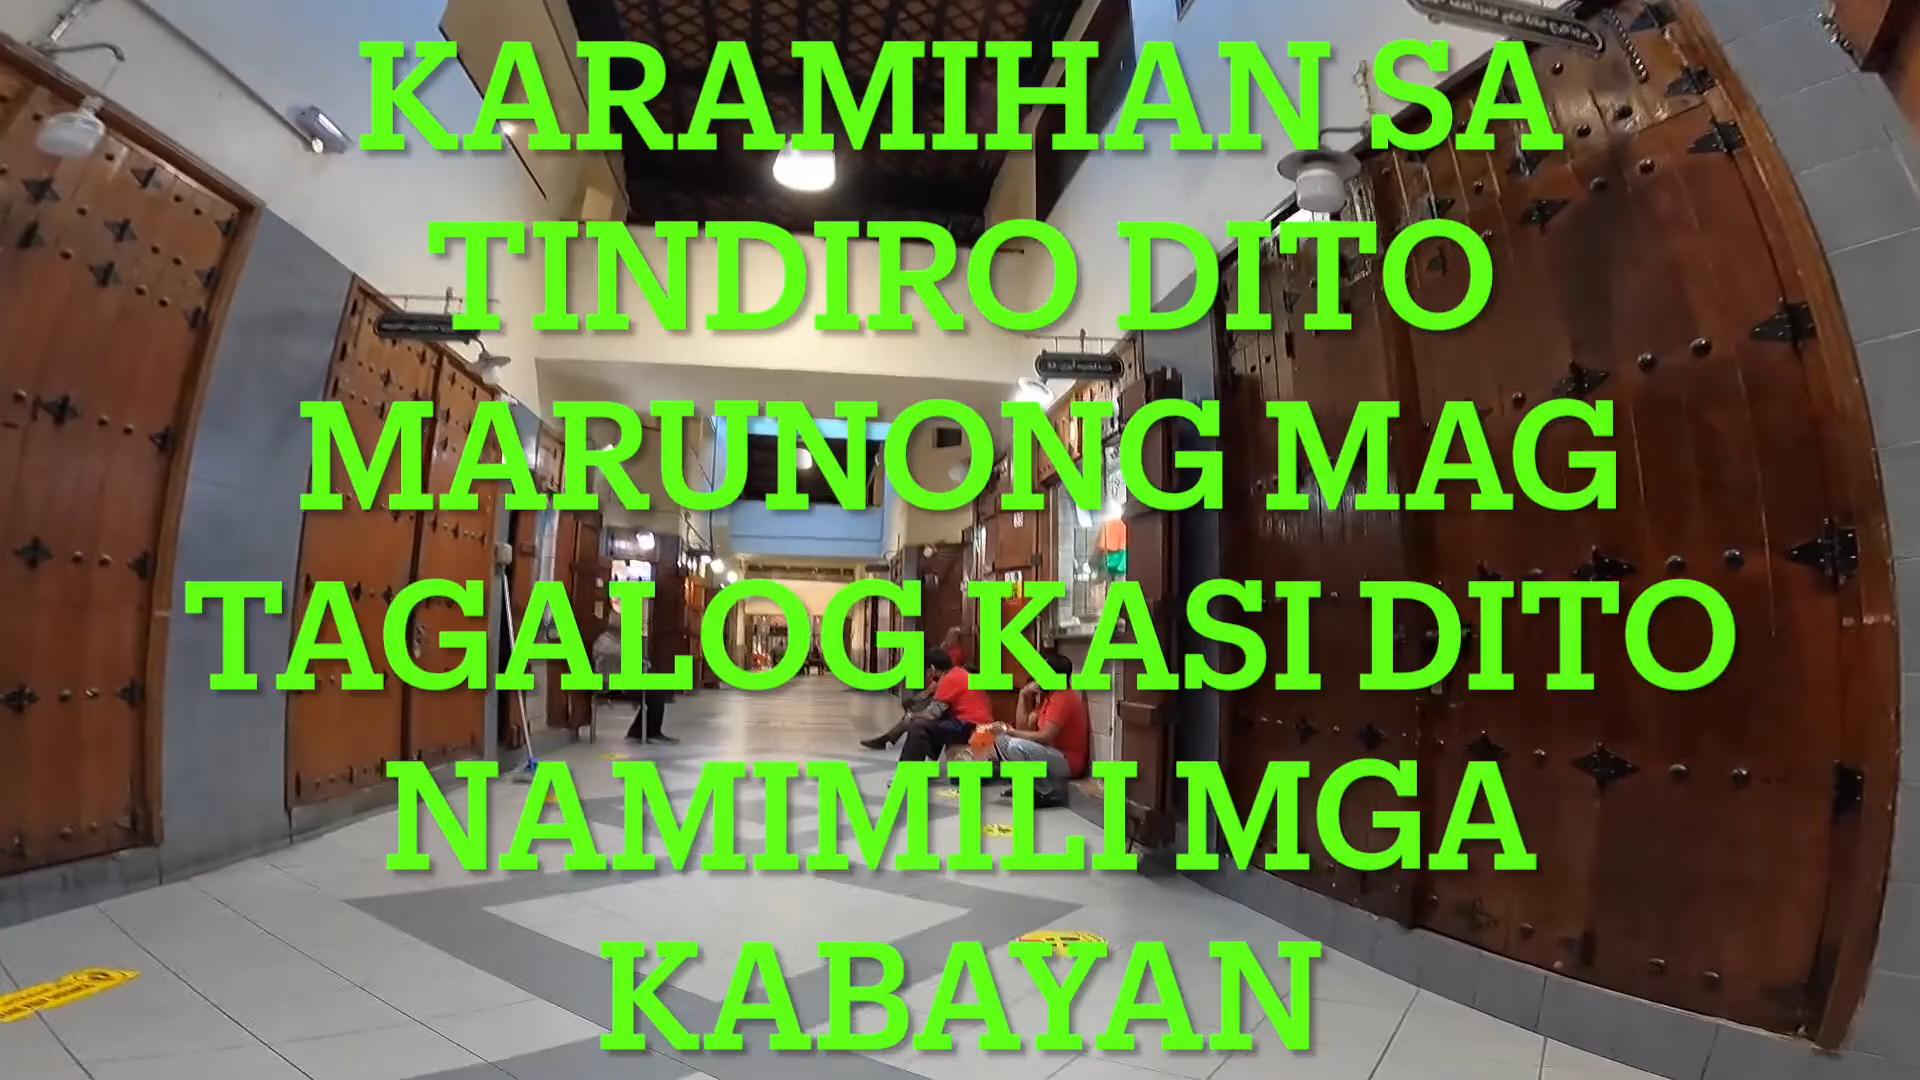 KARAMIHAN SA
TINDIRO DITO
MARUNONG MAG
TAGALOG KASI DITO
NAMIMILI MGA
KABAYAN